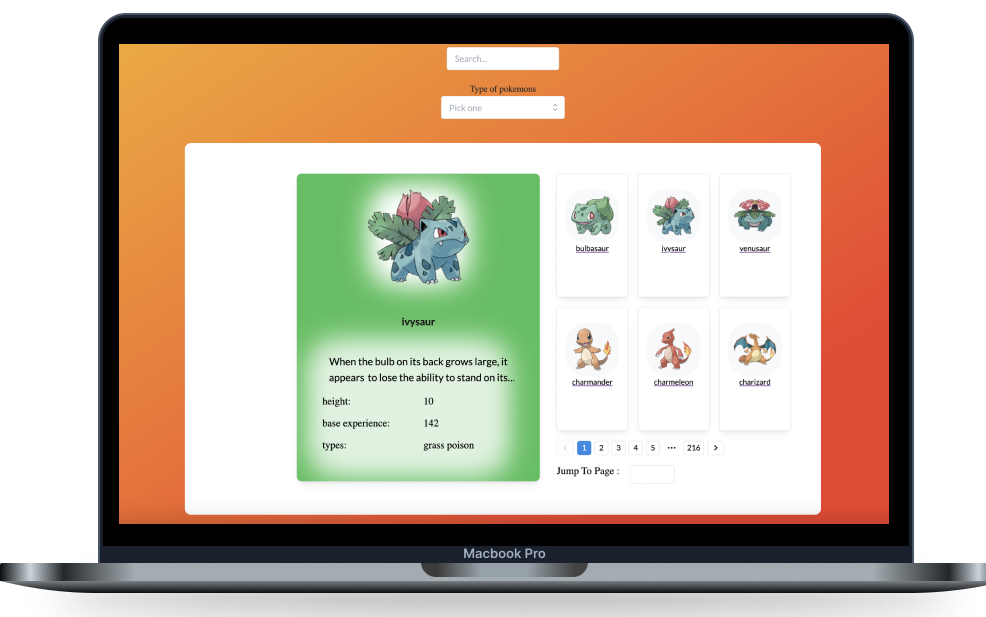 Search...
Type of pokemons
Pick one
ivysaur
When the bulb on its back grows large, it
appears to lose the ability to stand on its...
height: 10
base experience: 142
types: grass poison
bulbasaur ivysaur venusaur
charmander charmeleon charizard
1 2 3 4 5 ••• 216
Jump To Page :
Macbook Pro